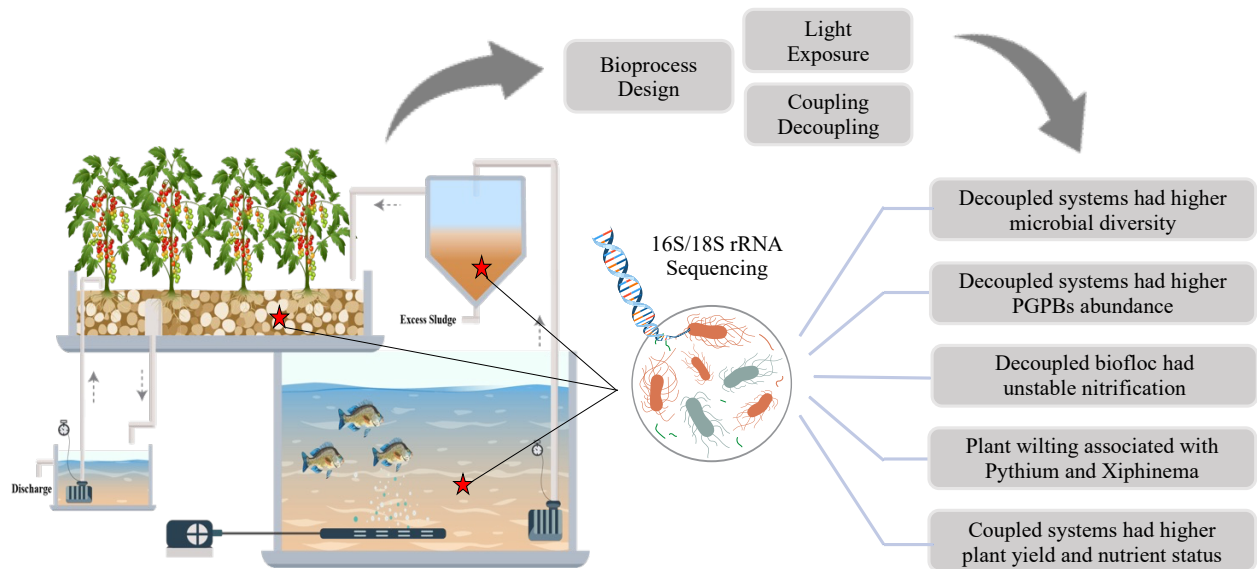 Bioprocess
Design
Light
Exposure
Coupling
Decoupling
16S/18S rRNA
Sequencing
Excess Sludge
Discharge
Decoupled systems had higher
microbial diversity
Decoupled systems had higher
PGPBs abundance
Decoupled biofloc had
unstable nitrification
Plant wilting associated with
Pythium and Xiphinema
Coupled systems had higher
plant yield and nutrient status